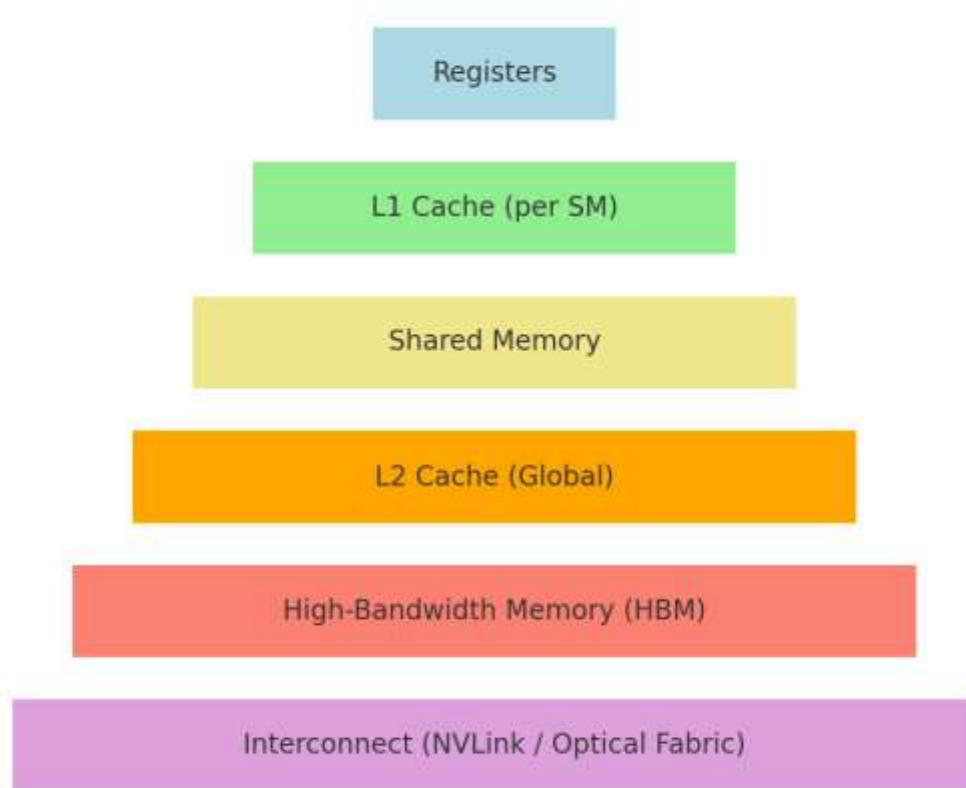 Registers
L1 Cache (per SM)
Shared Memory
L2 Cache (Global)
High-Bandwidth Memory (HBM)
Interconnect (NVLink / Optical Fabric)